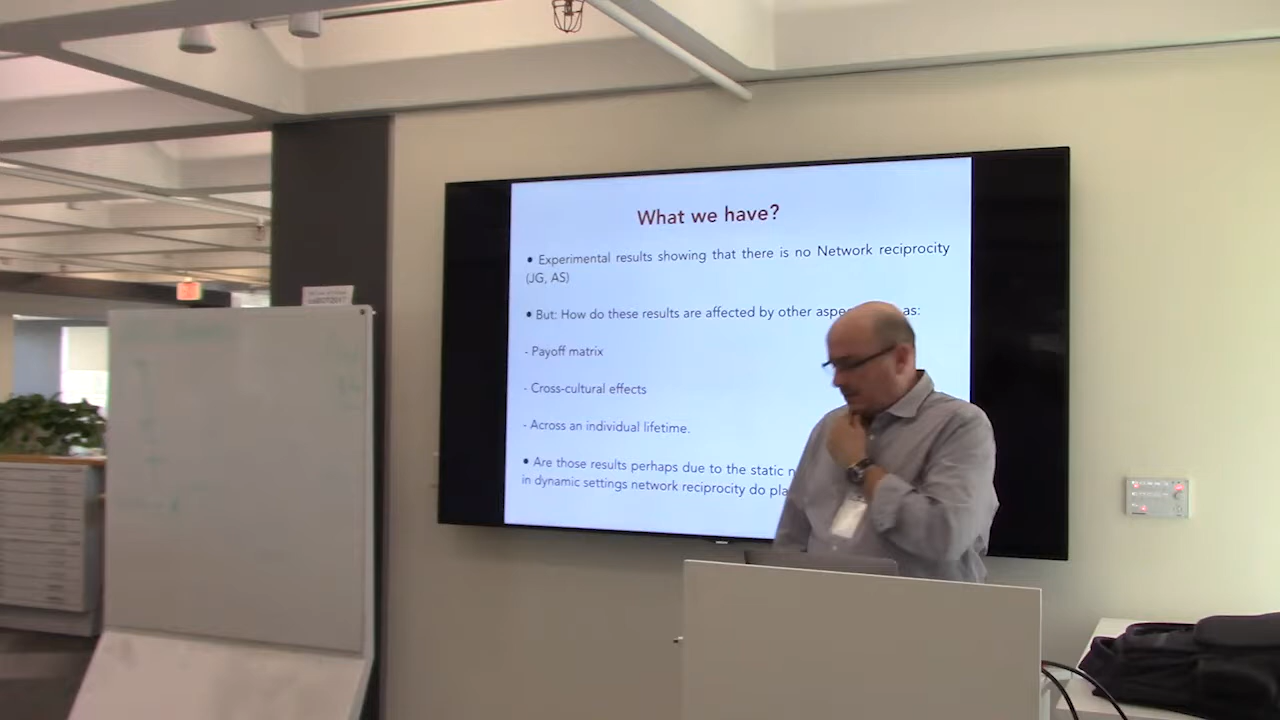 What we have?
• Experimental results showing that there is no Network reciprocity
(JG, AS)
• But: How do these results are affected by other as: 
- Payoff matrix
- Cross-cultural effects
- Across an individual lifetime.
• Are those results perhaps due to the static
in dynamic settings network reciprocity do